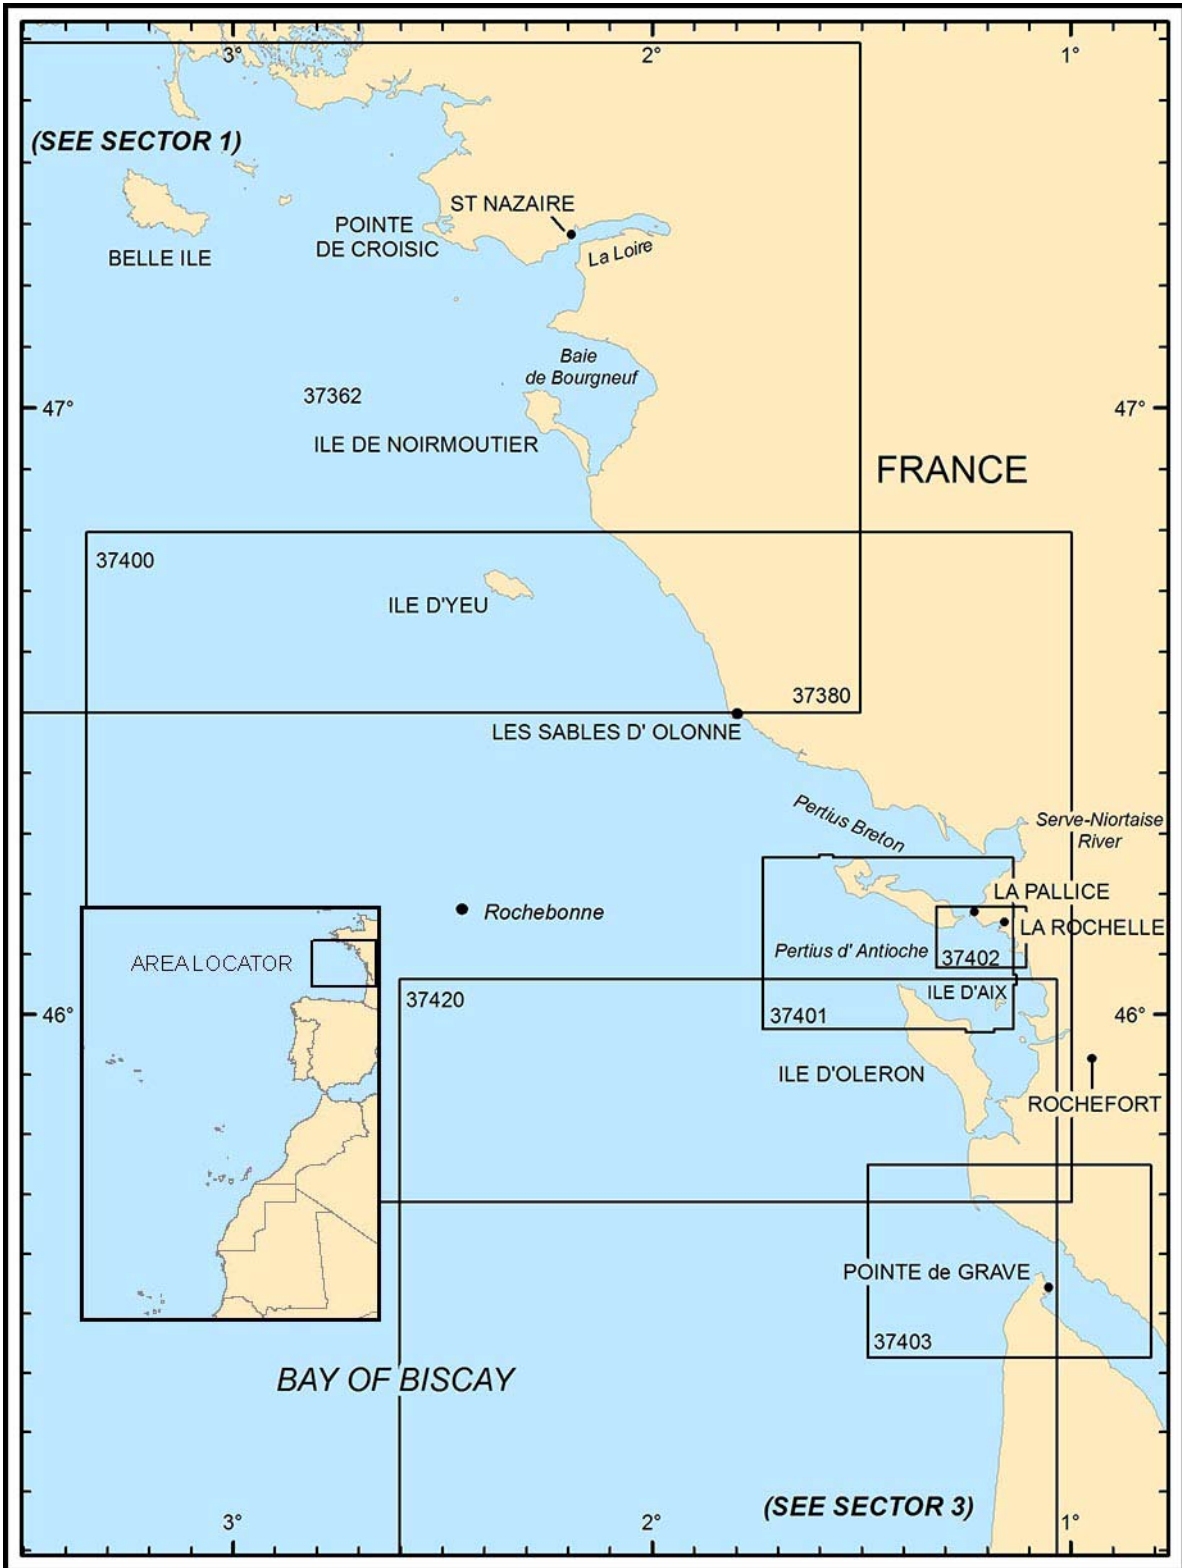 3°
2°
1°
(SEE SECTOR 1)
ST NAZAIRE
POINTE
DE CROISIC
La Loire
BELLE ILE
Baie
de Bourgneuf
37362
47°
47°
ILE DE NOIRMOUTIER
FRANCE
37400
ILE D'YEU
37380
LES SABLES D' OLONNE
Pertius Breton
Serve-Niortaise
River
LA PALLICE
Rochebonne
LA ROCHELLE
Pertius d' Antioche
37402
AREA LOCATOR
ILE D'AIX
37420
37401
46°
46°
ILE D'OLERON
ROCHEFORT
POINTE de GRAVE
37403
BAY OF BISCAY
(SEE SECTOR 3)
3°
2°
1°